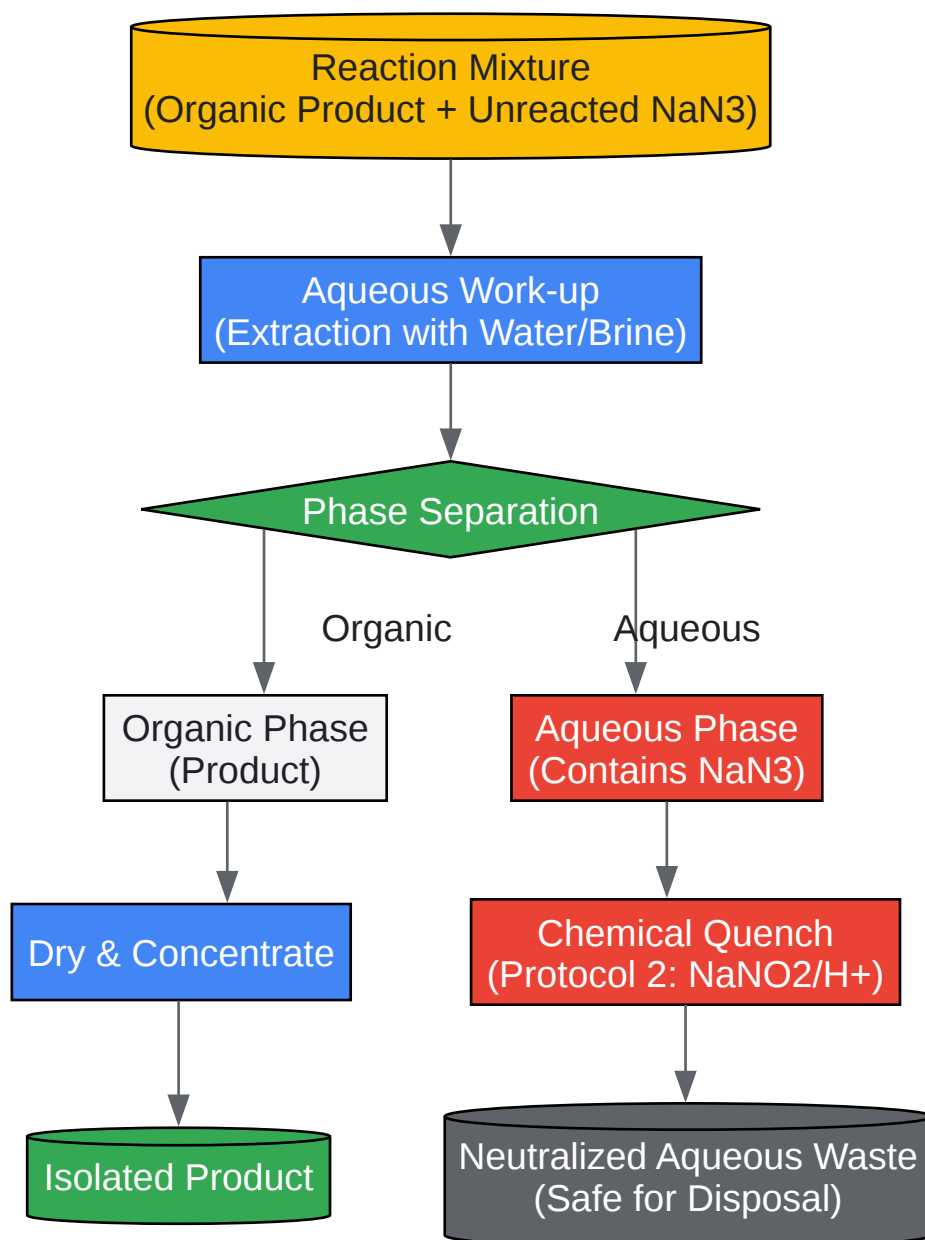 Reaction Mixture
(Organic Product + Unreacted NaN3)
Aqueous Work-up
(Extraction with Water/Brine)
Phase Separation
Organic
Aqueous
Organic Phase
(Product)
Aqueous Phase
(Contains NaN3)
Dry & Concentrate
Chemical Quench
(Protocol 2: NaNO2/H+)
Isolated Product
Neutralized Aqueous Waste
(Safe for Disposal)